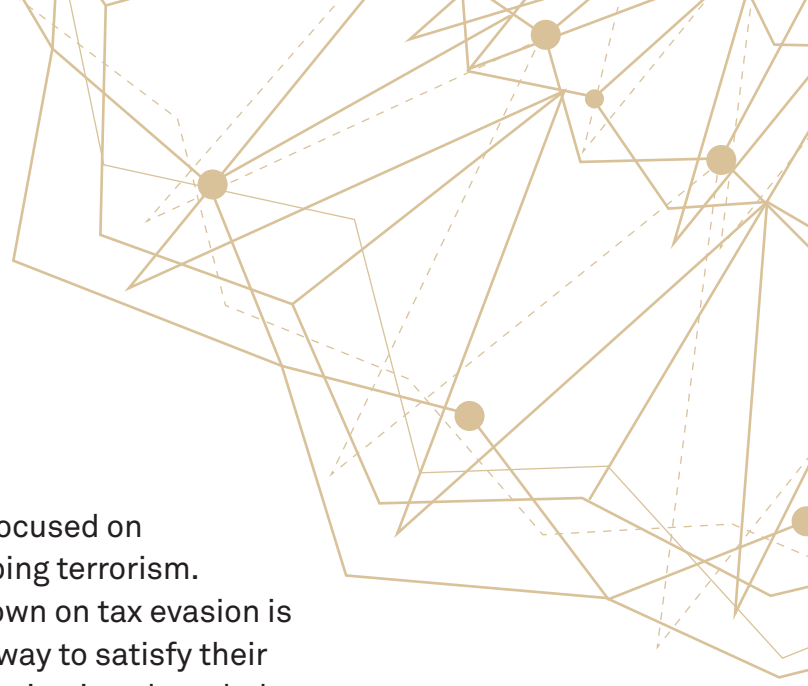 ocused on
ping terrorism.
own on tax evasion is
way to satisfy their